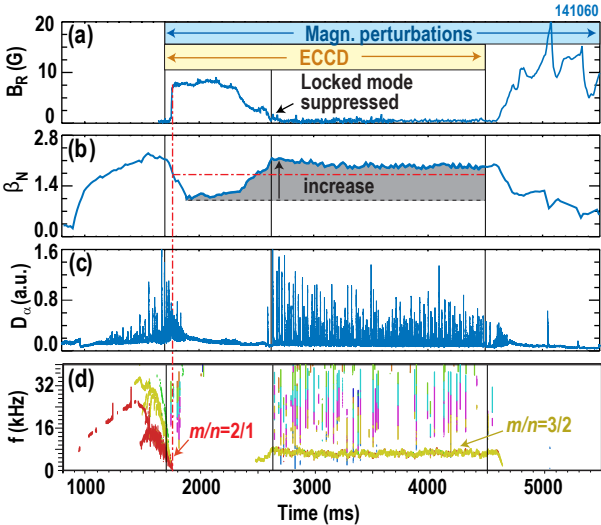 141060
(a)
Magn. perturbations
ECCD
Locked mode
suppressed
B_R (G)
20
10
0
(b)
increase
β_N
2.8
1.4
0.0
(c)
D_α (a.u.)
1.6
0.8
0.0
(d)
m/n=2/1
m/n=3/2
f (kHz)
32
16
0
1000 2000 3000 4000 5000
Time (ms)